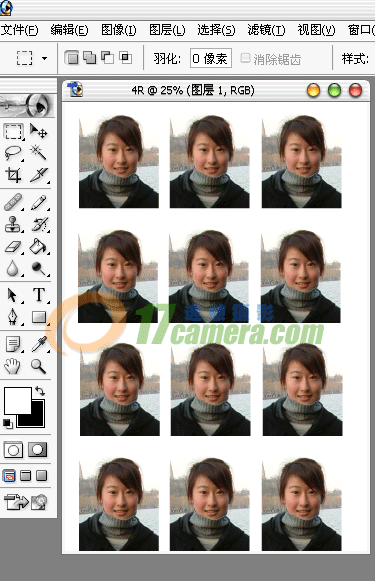 文件(F) 编辑(E) 图像(I) 图层(L) 选择(S) 滤镜(T) 视图(V) 窗口
羽化: 0 像素 消除锯齿 样式:
4R @ 25% (图层 1, RGB)
17camera.com